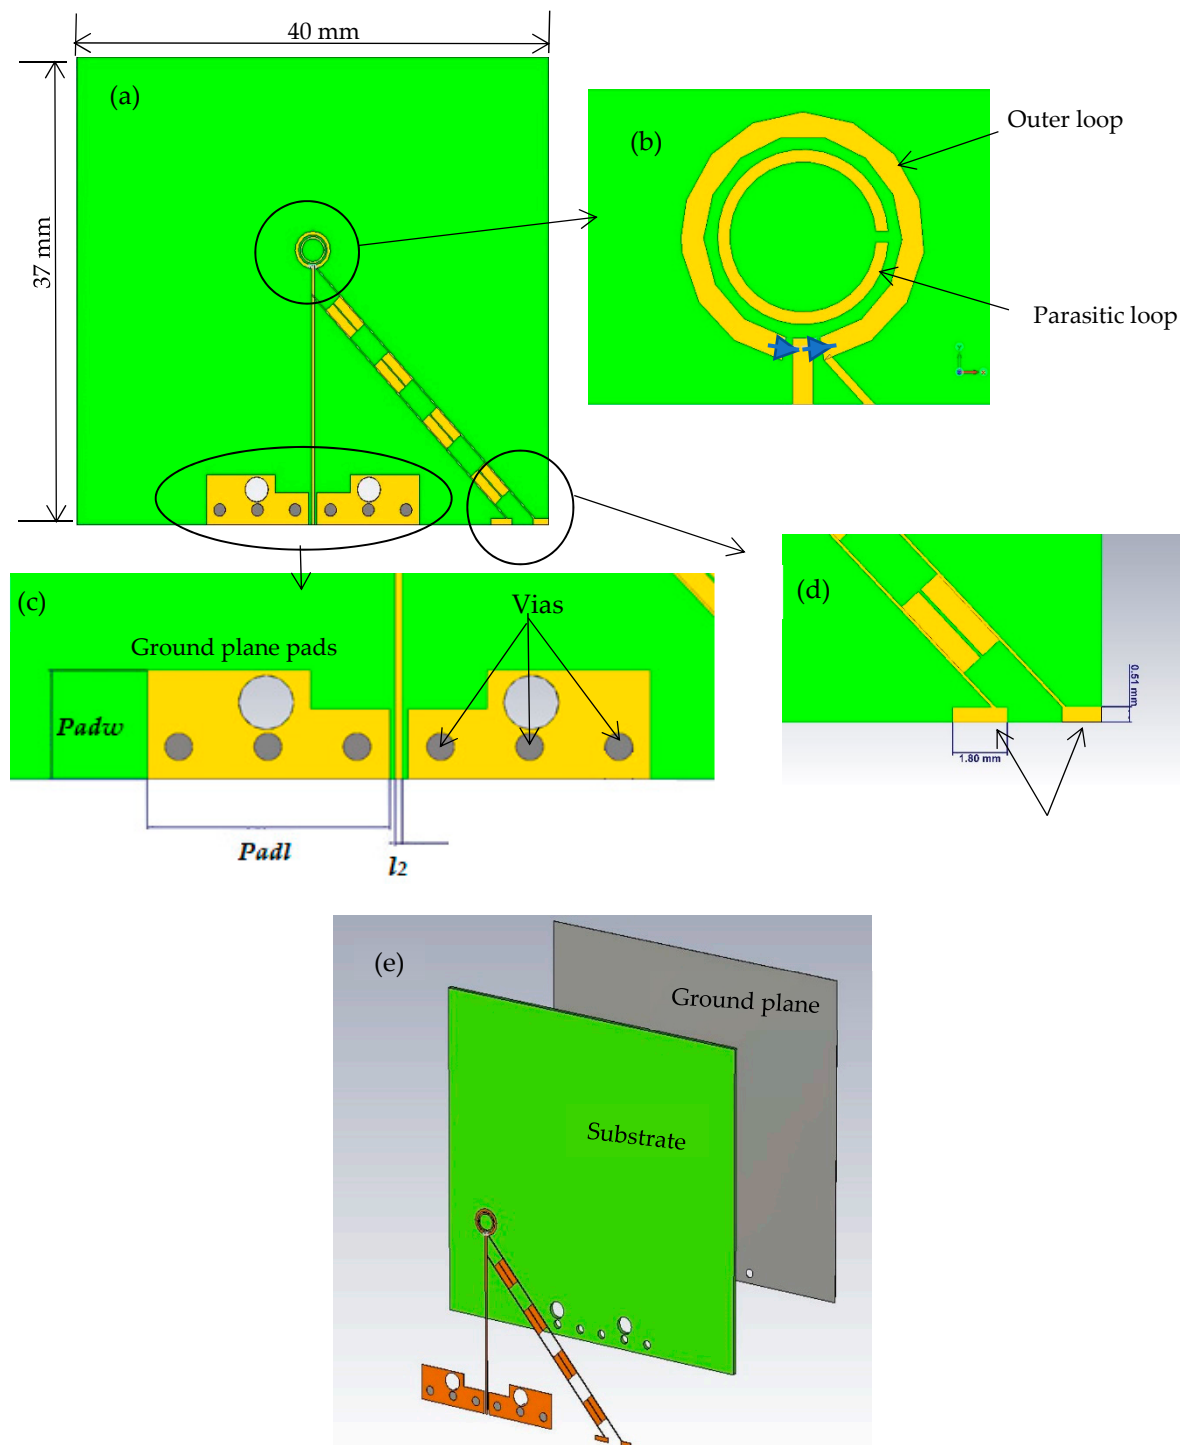 40 mm
37 mm
(a)
(b)
Outer loop
Parasitic loop
(c)
Ground plane pads
Vias
Padw
Padl
l2
(d)
0.51 mm
1.80 mm
(e)
Ground plane
Substrate